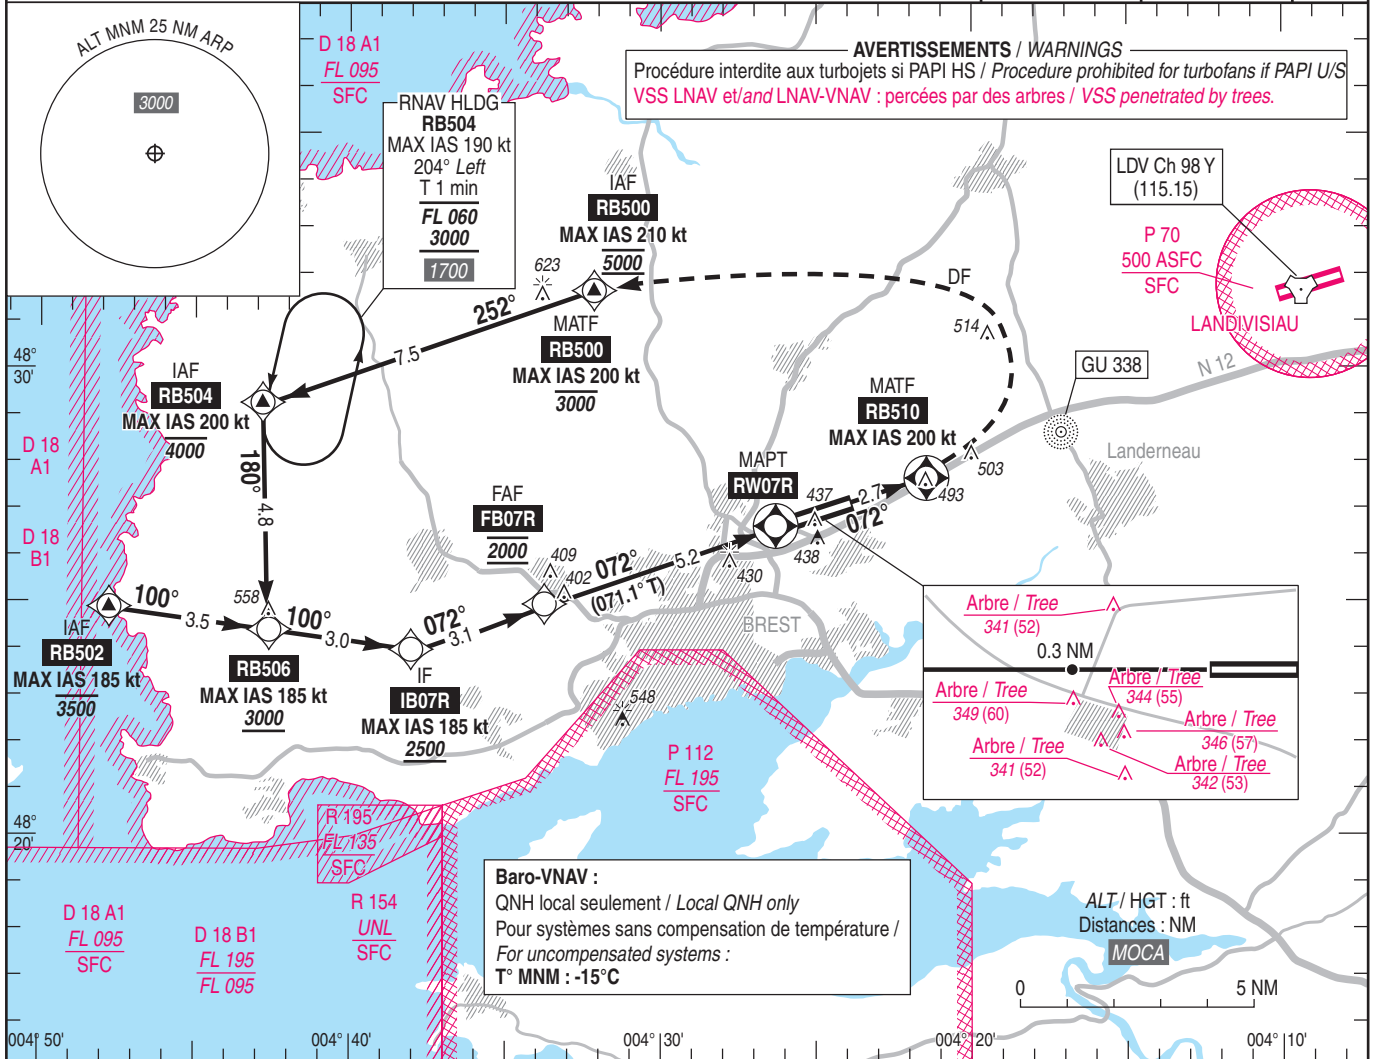 ALT MNM 25 NM ARP
3000
D 18 A1
FL 095
SFC
AVERTISSEMENTS / WARNINGS
Procédure interdite aux turbojets si PAPI HS / Procedure prohibited for turbofans if PAPI U/S
VSS LNAV et/and LNAV-VNAV : percées par des arbres / VSS penetrated by trees.
RNAV HLDG
RB504
MAX IAS 190 kt
204° Left
T 1 min
FL 060
3000
1700
IAF
RB500
MAX IAS 210 kt
5000
LDV Ch 98 Y
(115.15)
P 70
500 ASFC
SFC
LANDIVISIAU
623
252°
7.5
MATF
RB500
MAX IAS 200 kt
3000
DF
514
GU 338
N 12
48°
30'
IAF
RB504
MAX IAS 200 kt
4000
MATF
RB510
MAX IAS 200 kt
503
493
Landerneau
D 18
A1
D 18
B1
180°
4.8
FAF
FB07R
2000
409
402
072°
(071.1° T)
5.2
MAPT
RW07R
437
2.7
072°
438
430
100°
3.5
558
100°
3.0
072°
3.1
IAF
RB502
MAX IAS 185 kt
3500
RB506
MAX IAS 185 kt
3000
IF
IB07R
MAX IAS 185 kt
2500
BREST
548
Arbre / Tree
341 (52)
0.3 NM
Arbre / Tree
349 (60)
Arbre / Tree
344 (55)
Arbre / Tree
346 (57)
Arbre / Tree
341 (52)
Arbre / Tree
342 (53)
P 112
FL 195
SFC
48°
20'
R 195
FL 135
SFC
R 154
UNL
SFC
D 18 A1
FL 095
SFC
D 18 B1
FL 195
FL 095
Baro-VNAV :
QNH local seulement / Local QNH only
Pour systèmes sans compensation de température /
For uncompensated systems :
T° MNM : -15°C
ALT / HGT : ft
Distances : NM
MOCA
0
5 NM
004° 50'
004° 40'
004° 30'
004° 20'
004° 10'